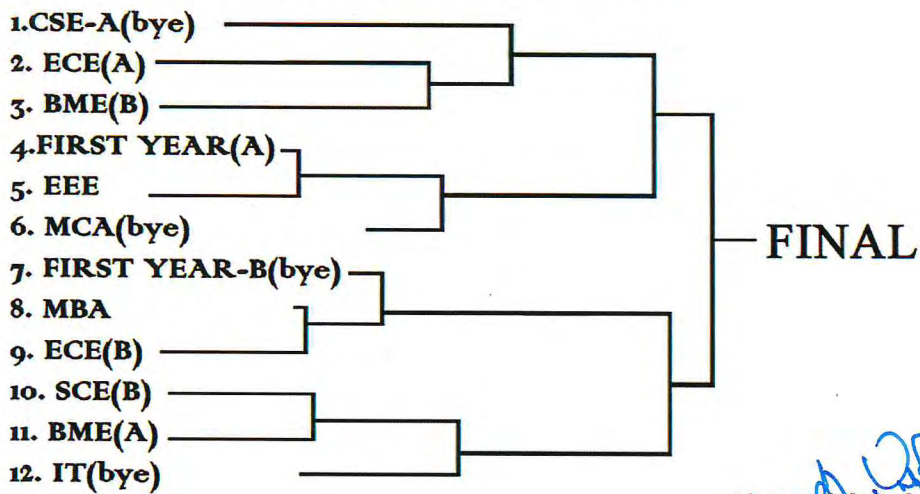 1.CSE-A(bye)
2. ECE(A)
3. BME(B)
4.FIRST YEAR(A)
5. EEE
6. MCA(bye)
7. FIRST YEAR-B(bye)
8. MBA
9. ECE(B)
10. SCE(B)
11. BME(A)
12. IT(bye)
FINAL